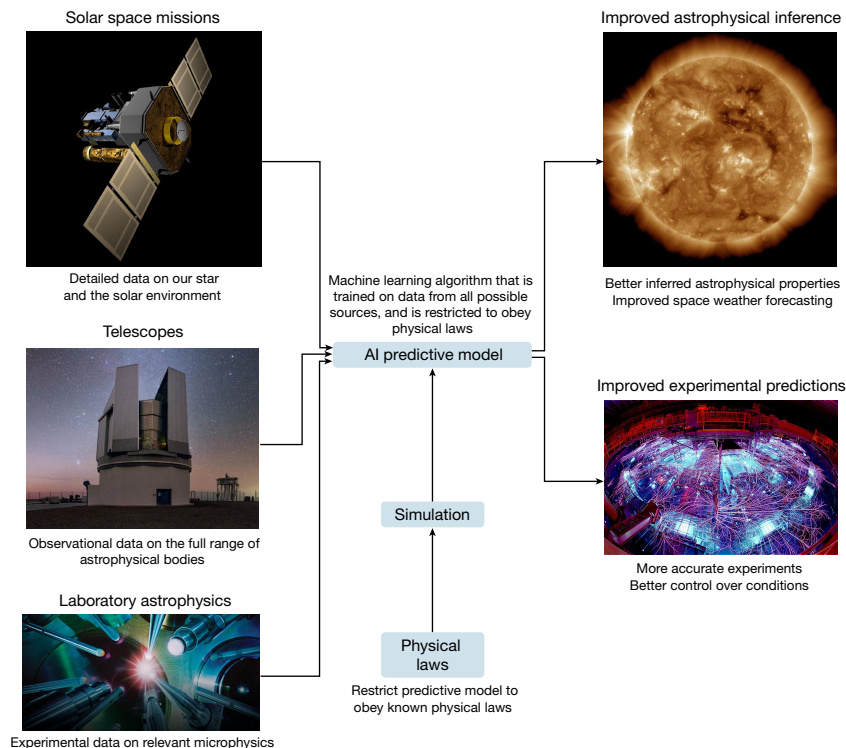 Solar space missions
Detailed data on our star
and the solar environment
Telescopes
Observational data on the full range of
astrophysical bodies
Laboratory astrophysics
Experimental data on relevant microphysics
Machine learning algorithm that is
trained on data from all possible
sources, and is restricted to obey
physical laws
AI predictive model
Simulation
Physical
laws
Restrict predictive model to
obey known physical laws
Improved astrophysical inference
Better inferred astrophysical properties
Improved space weather forecasting
Improved experimental predictions
More accurate experiments
Better control over conditions